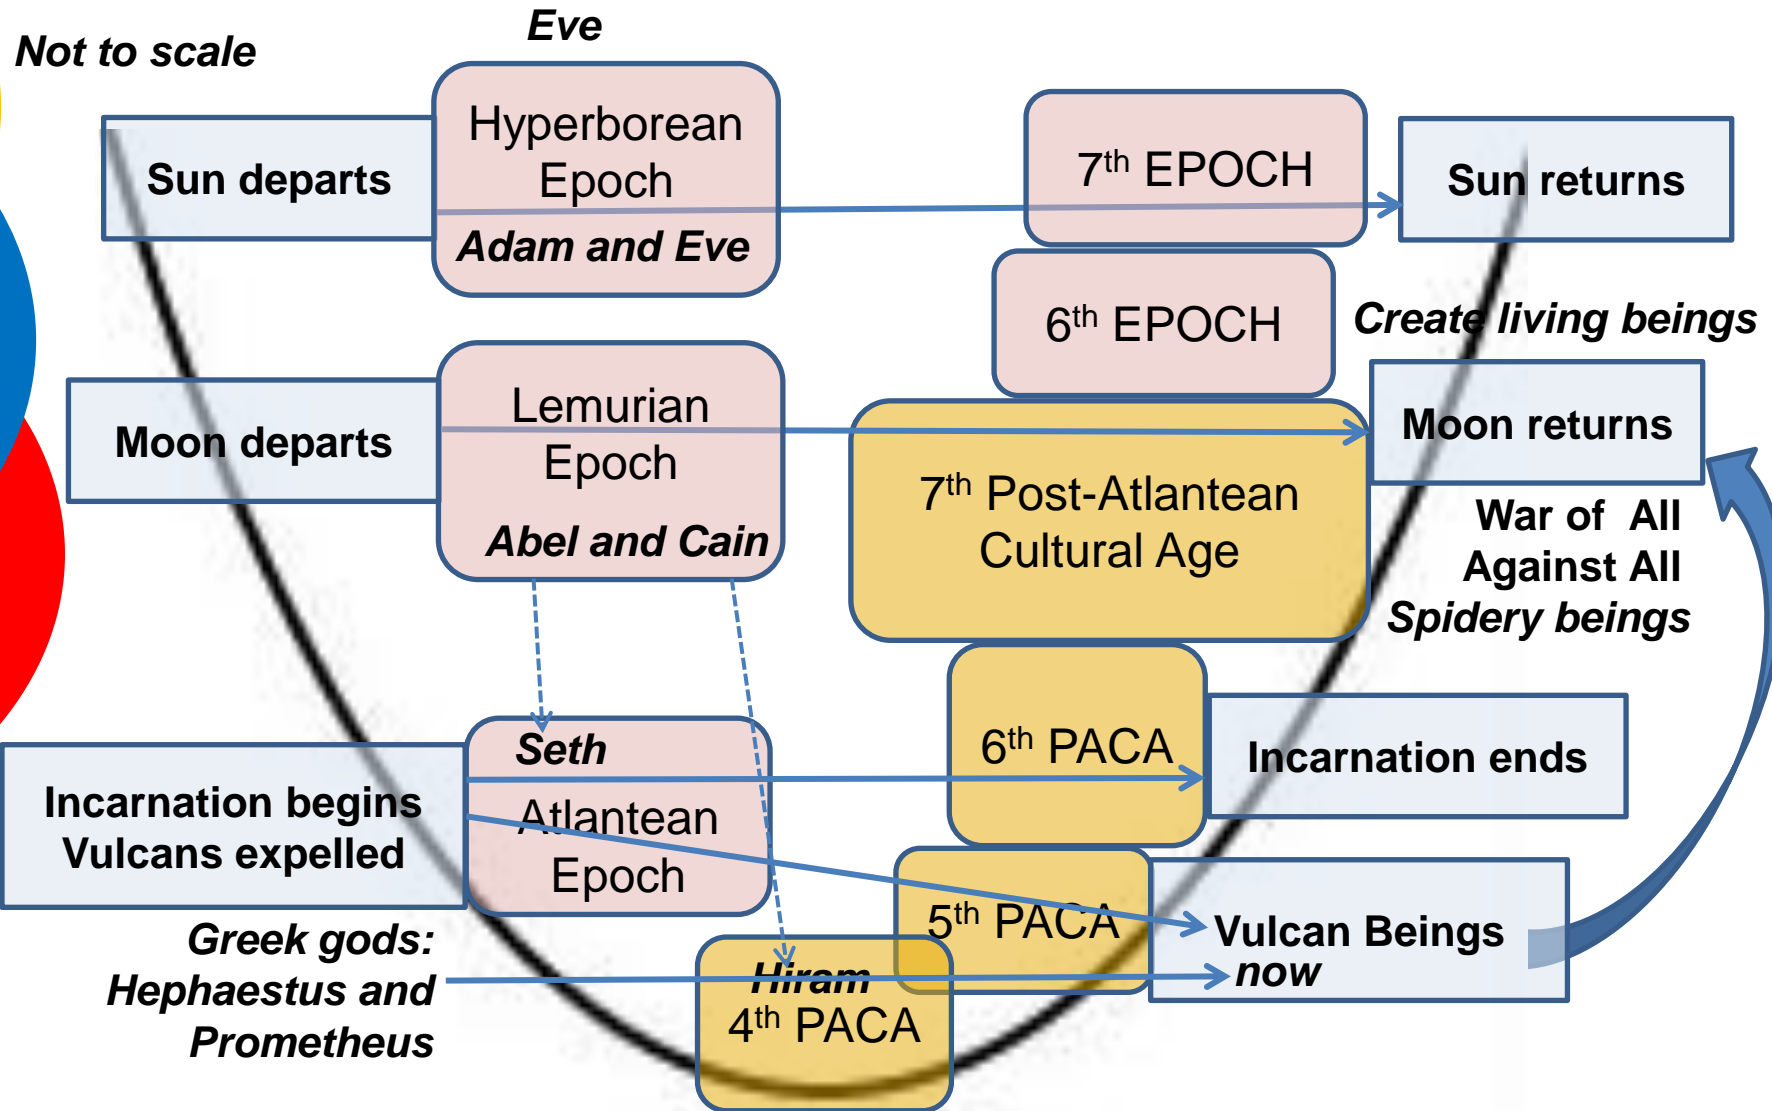 Eve
Not to scale
Hyperborean
Epoch
Adam and Eve
Sun departs
7th EPOCH
Sun returns
6th EPOCH
Create living beings
Lemurian
Epoch
Abel and Cain
Moon departs
Moon returns
7th Post-Atlantean
Cultural Age
War of All
Against All
Spidery beings
Seth
Atlantean
Epoch
6th PACA
Incarnation ends
Incarnation begins
Vulcans expelled
5th PACA
Vulcan Beings
now
Greek gods:
Hephaestus and
Prometheus
Hiram
4th PACA